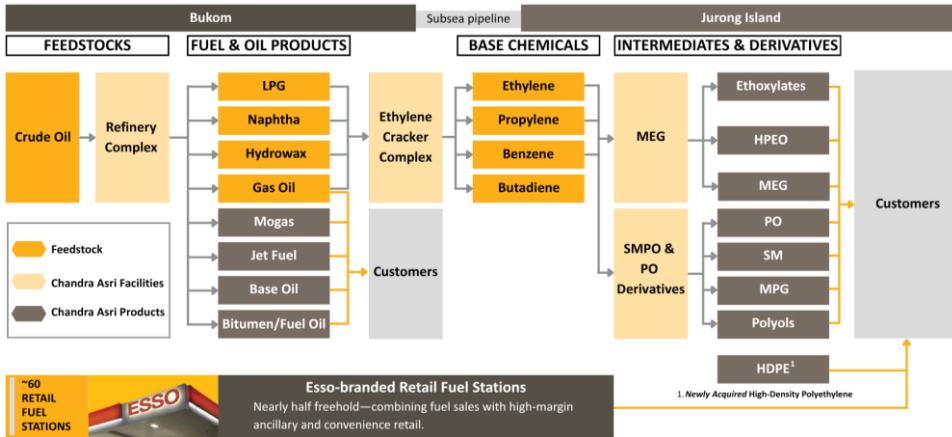 Bukom
Subsea pipeline
Jurong Island
FEEDSTOCKS
FUEL & OIL PRODUCTS
BASE CHEMICALS
INTERMEDIATES & DERIVATIVES
Crude Oil
Refinery
Complex
LPG
Naphtha
Hydrowax
Gas Oil
Mogas
Jet Fuel
Base Oil
Bitumen/Fuel Oil
Ethylene
Cracker
Complex
Customers
Ethylene
Propylene
Benzene
Butadiene
MEG
SMPO &
PO
Derivatives
Ethoxylates
HPEO
MEG
PO
SM
MPG
Polyols
HDPE1
Customers
Feedstock
Chandra Asri Facilities
Chandra Asri Products
1. Newly Acquired High-Density Polyethylene
~60
RETAIL
FUEL
STATIONS
ESSO
Esso-branded Retail Fuel Stations
Nearly half freehold—combining fuel sales with high-margin
ancillary and convenience retail.